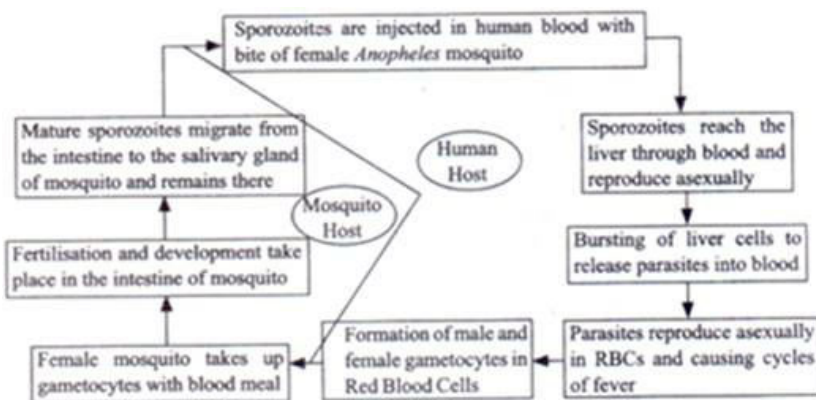 Sporozoites are injected in human blood with
bite of female Anopheles mosquito
Sporozoites reach the
liver through blood and
reproduce asexually
Bursting of liver cells to
release parasites into blood
Parasites reproduce asexually
in RBCs and causing cycles
of fever
Formation of male and
female gametocytes in
Red Blood Cells
Female mosquito takes up
gametocytes with blood meal
Fertilisation and development take
place in the intestine of mosquito
Mature sporozoites migrate from
the intestine to the salivary gland
of mosquito and remains there
Human
Host
Mosquito
Host